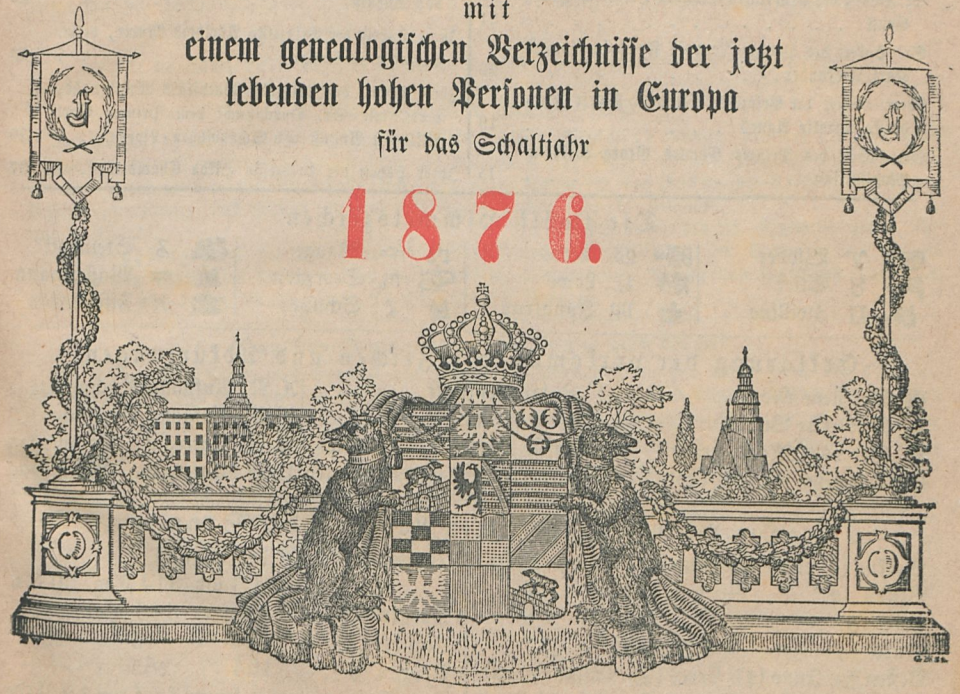 mit
einem genealogischen Verzeichnisse der jetzt
lebenden hohen Personen in Europa
für das Schaltjahr
1876.